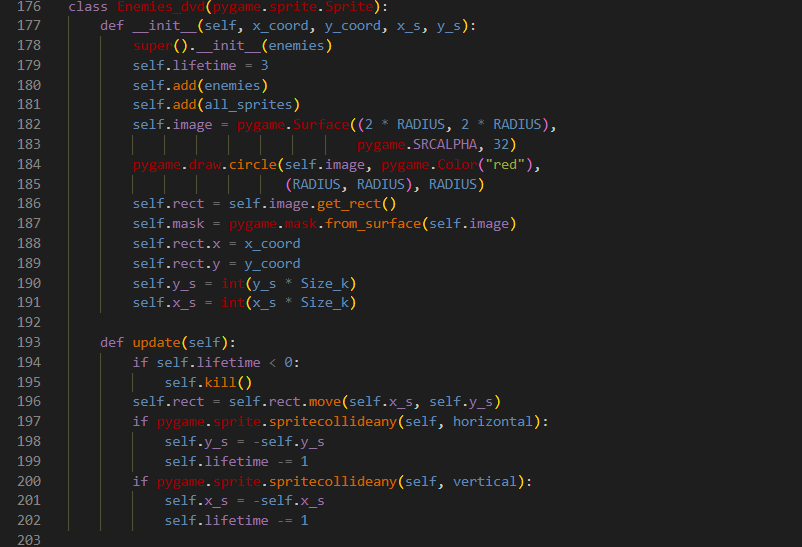 176 class Enemies_dvd(pygame.sprite.Sprite):
177     def __init__(self, x_coord, y_coord, x_s, y_s):
178         super().__init__(enemies)
179         self.lifetime = 3
180         self.add(enemies)
181         self.add(all_sprites)
182         self.image = pygame.Surface((2 * RADIUS, 2 * RADIUS),
183                                     pygame.SRCALPHA, 32)
184         pygame.draw.circle(self.image, pygame.Color("red"),
185                            (RADIUS, RADIUS), RADIUS)
186         self.rect = self.image.get_rect()
187         self.mask = pygame.mask.from_surface(self.image)
188         self.rect.x = x_coord
189         self.rect.y = y_coord
190         self.y_s = int(y_s * Size_k)
191         self.x_s = int(x_s * Size_k)
192
193     def update(self):
194         if self.lifetime < 0:
195             self.kill()
196         self.rect = self.rect.move(self.x_s, self.y_s)
197         if pygame.sprite.spritecollideany(self, horizontal):
198             self.y_s = -self.y_s
199             self.lifetime -= 1
200         if pygame.sprite.spritecollideany(self, vertical):
201             self.x_s = -self.x_s
202             self.lifetime -= 1
203